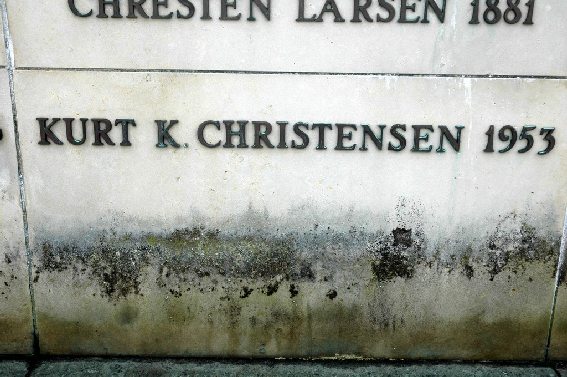 CHRESTEN LARSEN 1881
KURT K. CHRISTENSEN 1953